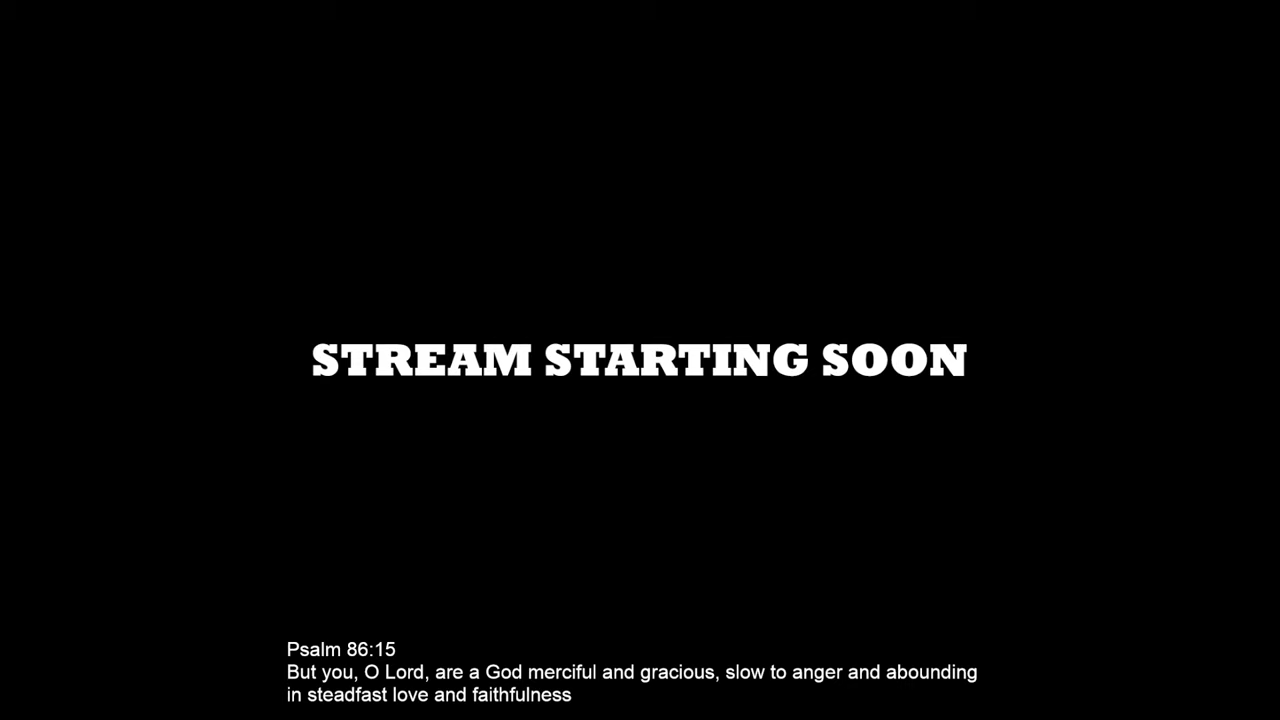 STREAM STARTING SOON
Psalm 86:15
But you, O Lord, are a God merciful and gracious, slow to anger and abounding
in steadfast love and faithfulness